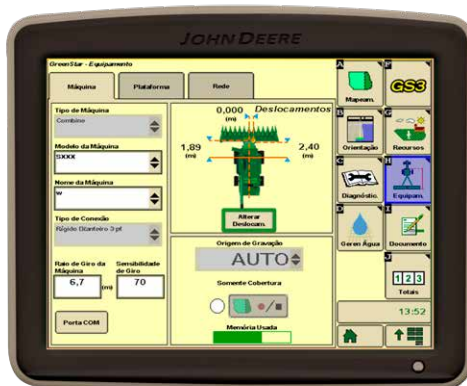 JOHN DEERE
GreenStar - Equipamento
Máquina
Plataforma
Rede
Tipo de Máquina
Combine
Modelo da Máquina
SXXX
Nome da Máquina
w
Tipo de Conexão
Rígido Dianteiro 3 pt
Raio de Giro da
Máquina
6,7
(m)
Sensibilidade
de Giro
70
Porta COM
0,000
(m)
Deslocamentos
1,89
(m)
2,40
(m)
Alterar
Deslocam.
Origem de Gravação
AUTO
Somente Cobertura
Memória Usada
A
Mapeam.
F
GS3
B
Orientação
G
Recursos
C
Diagnóstic.
H
Equipam.
D
Geren Água
I
Documento
J
1 2 3
Totais
13:52